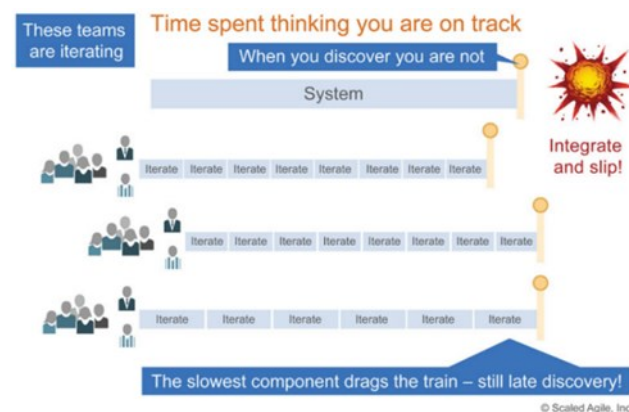 These teams
are iterating
Time spent thinking you are on track
When you discover you are not
System
Integrate
and slip!
Iterate Iterate Iterate Iterate Iterate Iterate Iterate Iterate
Iterate Iterate Iterate Iterate Iterate Iterate Iterate Iterate
Iterate Iterate Iterate Iterate Iterate Iterate
The slowest component drags the train – still late discovery!
© Scaled Agile, Inc